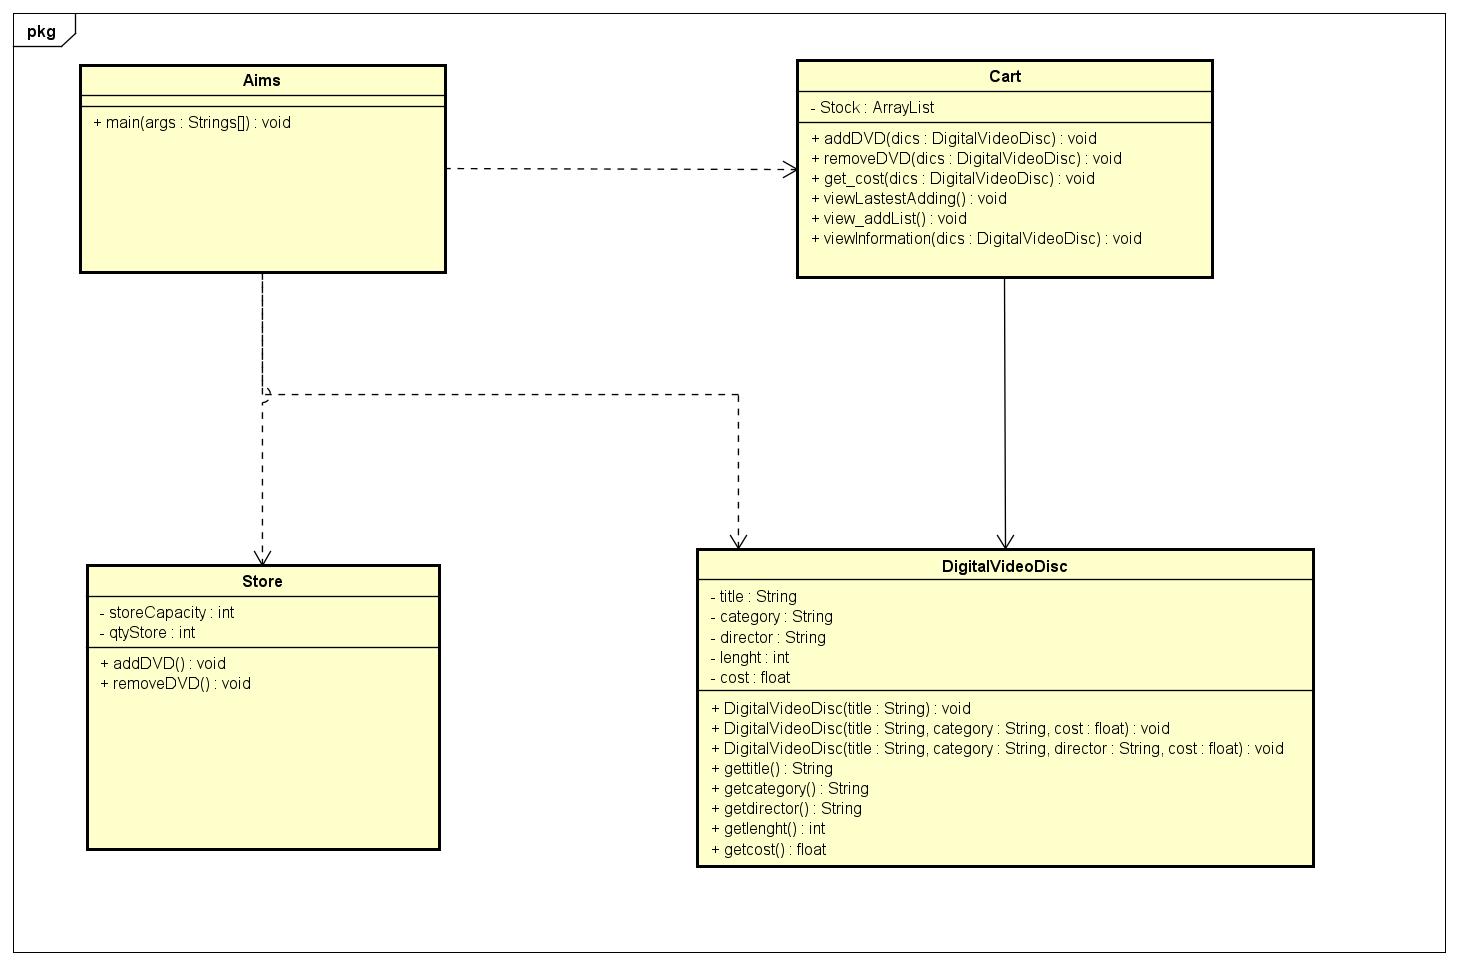 pkg
Aims
+ main(args : Strings[]) : void
Cart
- Stock : ArrayList
+ addDVD(dics : DigitalVideoDisc) : void
+ removeDVD(dics : DigitalVideoDisc) : void
+ get_cost(dics : DigitalVideoDisc) : void
+ viewLastestAdding() : void
+ view_addList() : void
+ viewInformation(dics : DigitalVideoDisc) : void
Store
- storeCapacity : int
- qtyStore : int
+ addDVD() : void
+ removeDVD() : void
DigitalVideoDisc
- title : String
- category : String
- director : String
- lenght : int
- cost : float
+ DigitalVideoDisc(title : String) : void
+ DigitalVideoDisc(title : String, category : String, cost : float) : void
+ DigitalVideoDisc(title : String, category : String, director : String, cost : float) : void
+ gettitle() : String
+ getcategory() : String
+ getdirector() : String
+ getlenght() : int
+ getcost() : float